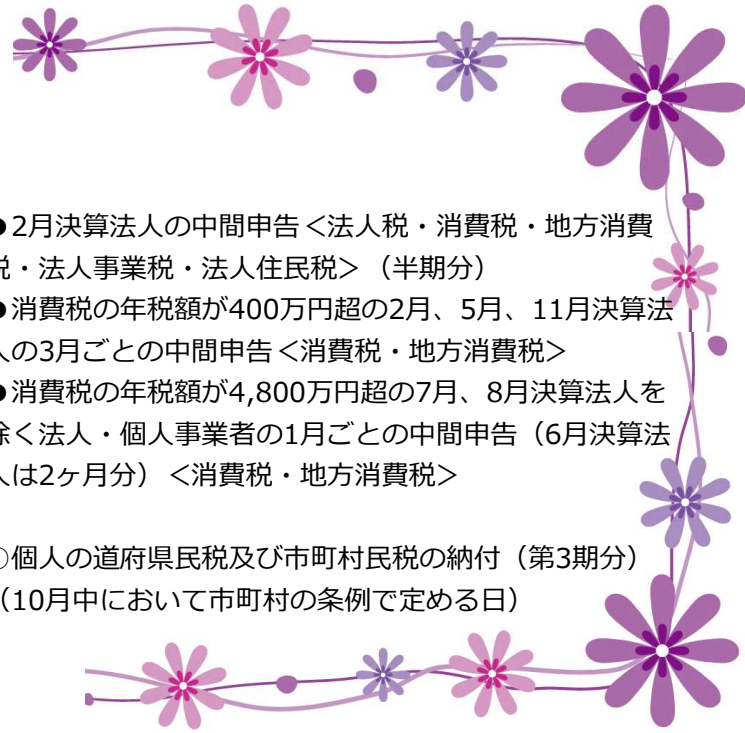 ●2月決算法人の中間申告＜法人税・消費税・地方消費
税・法人事業税・法人住民税＞（半期分）
●消費税の年税額が400万円超の2月、5月、11月決算法
人の3月ごとの中間申告＜消費税・地方消費税＞
●消費税の年税額が4,800万円超の7月、8月決算法人を
除く法人・個人事業者の1月ごとの中間申告（6月決算法
人は2ヶ月分）＜消費税・地方消費税＞
○個人の道府県民税及び市町村民税の納付（第3期分）
（10月中において市町村の条例で定める日）